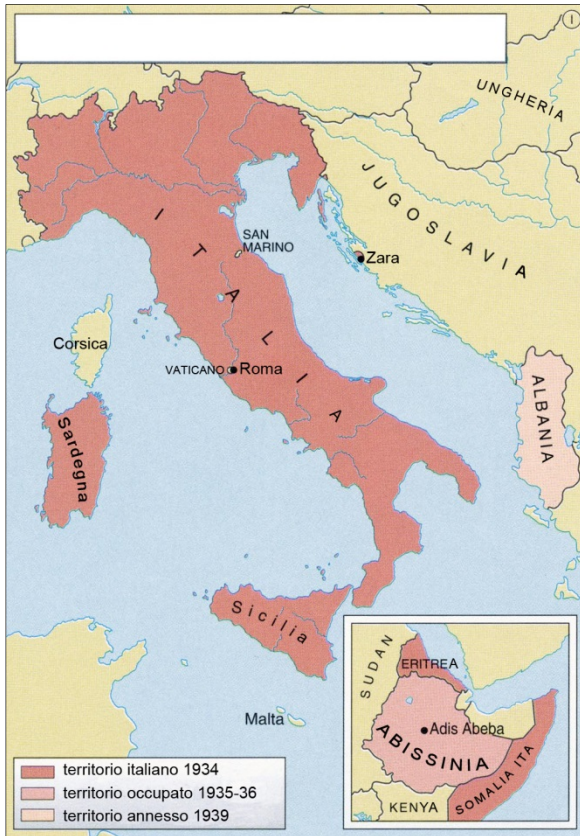 I
UNGHERIA
JUGOSLAVIA
ITALIA
SAN
MARINO
Zara
Corsica
VATICANO
Roma
ALBANIA
Sardegna
Sicilia
Malta
SUDAN
ERITREA
Adis Abeba
ABISSINIA
SOMALIA ITA
KENYA
territorio italiano 1934
territorio occupato 1935-36
territorio annesso 1939